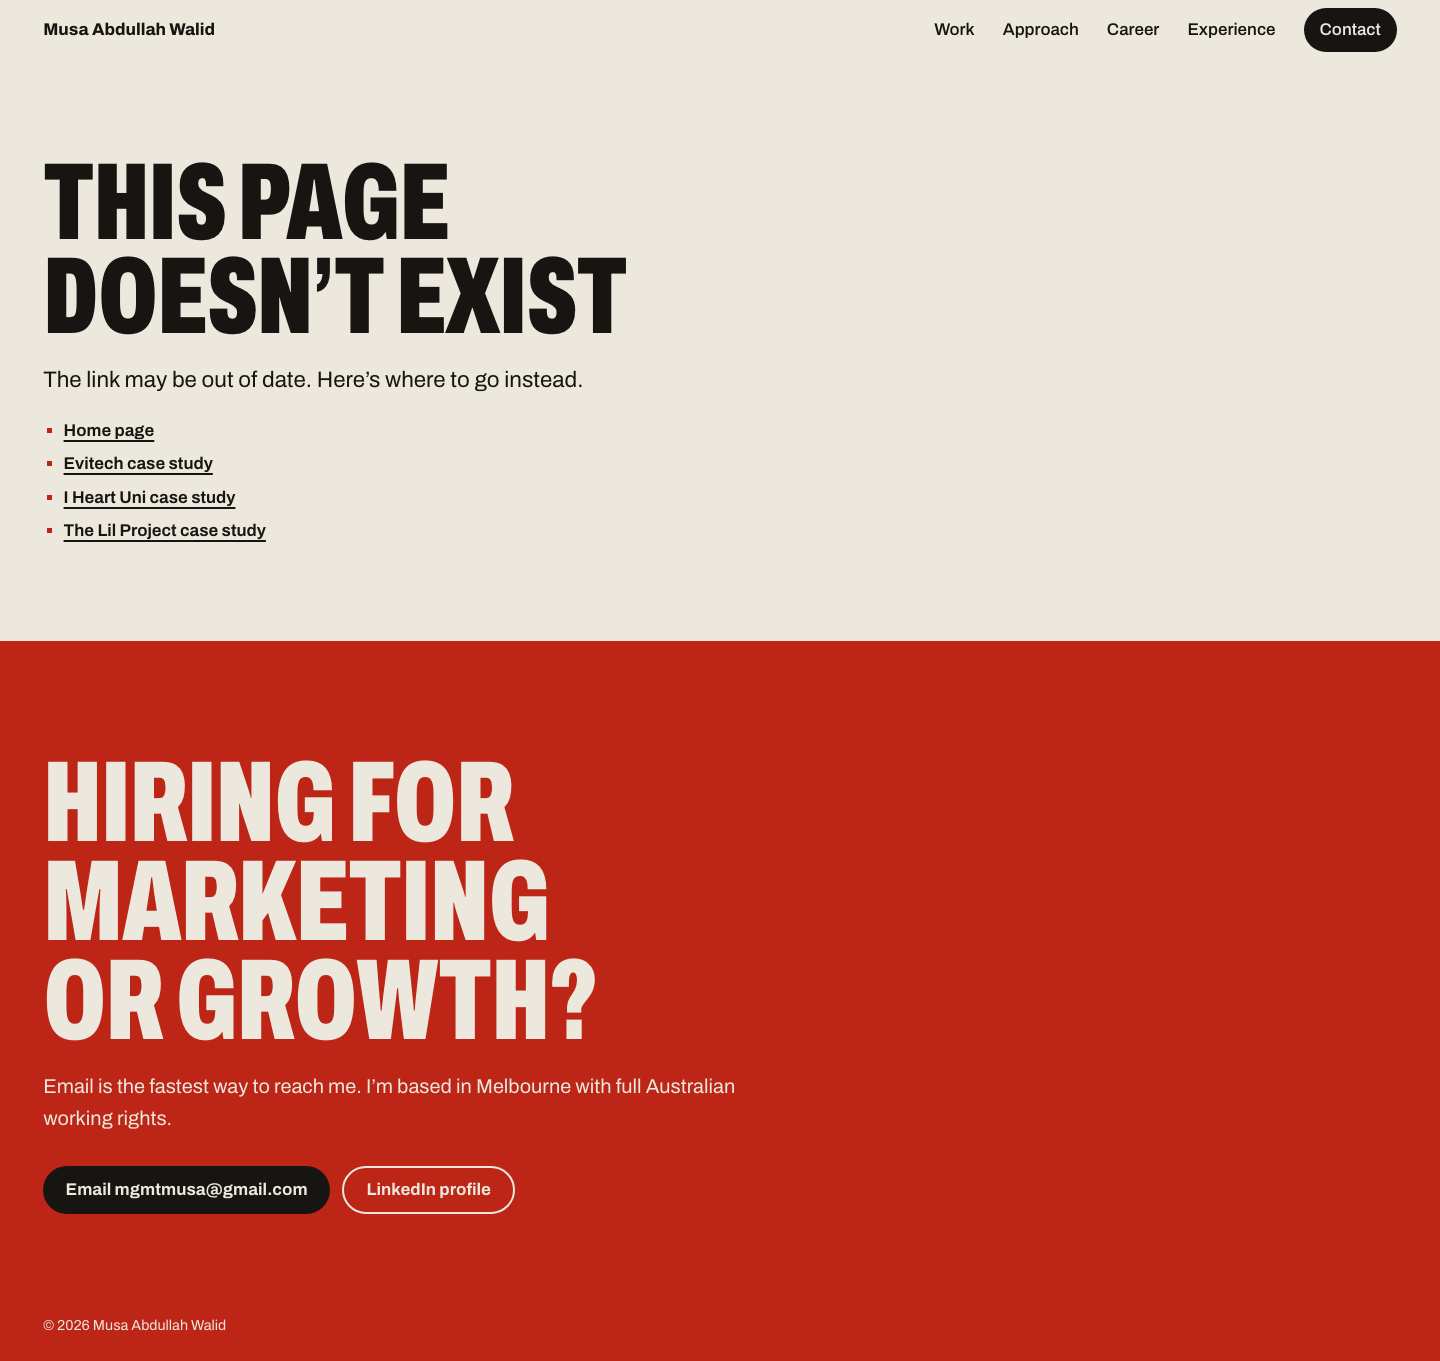 Musa Abdullah Walid
Work
Approach
Career
Experience
Contact
THIS PAGE
DOESN’T EXIST
The link may be out of date. Here’s where to go instead.
Home page
Evitech case study
I Heart Uni case study
The Lil Project case study
HIRING FOR
MARKETING
OR GROWTH?
Email is the fastest way to reach me. I’m based in Melbourne with full Australian
working rights.
Email mgmtmusa@gmail.com
LinkedIn profile
© 2026 Musa Abdullah Walid